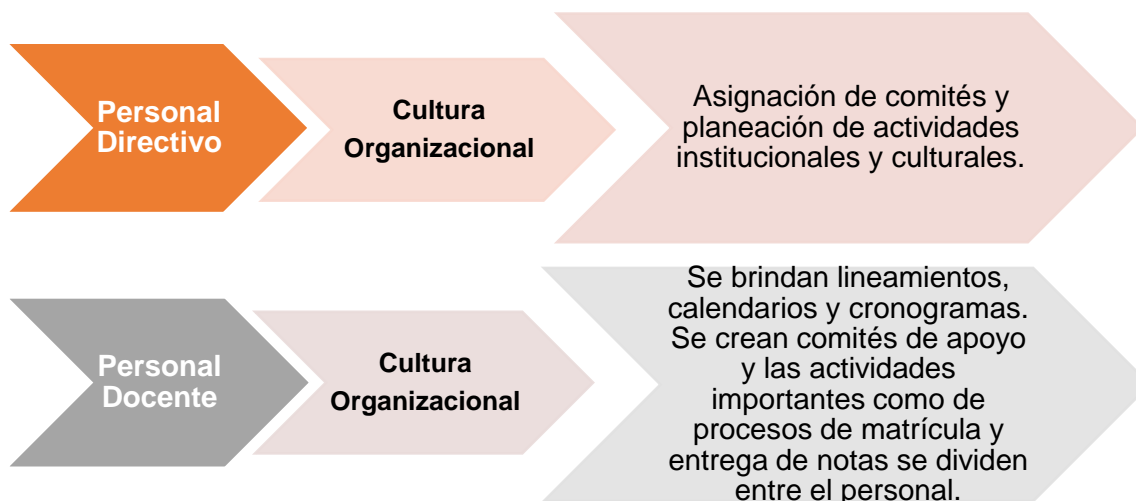 Personal
Directivo
Cultura
Organizacional
Asignación de comités y
planeación de actividades
institucionales y culturales.
Personal
Docente
Cultura
Organizacional
Se brindan lineamientos,
calendarios y cronogramas.
Se crean comités de apoyo
y las actividades
importantes como de
procesos de matrícula y
entrega de notas se dividen
entre el personal.